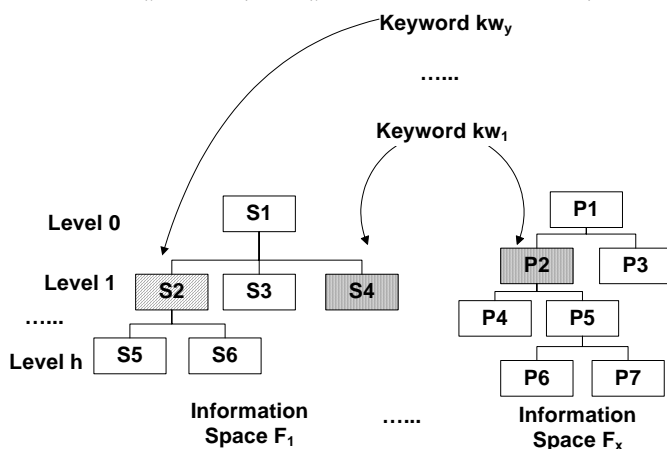 Keyword kwy
…...
Keyword kw1
Level 0
S1
P1
Level 1
S2
S3
S4
P2
P3
…...
P4
P5
Level h
S5
S6
P6
P7
Information
Space F1
…...
Information
Space Fx